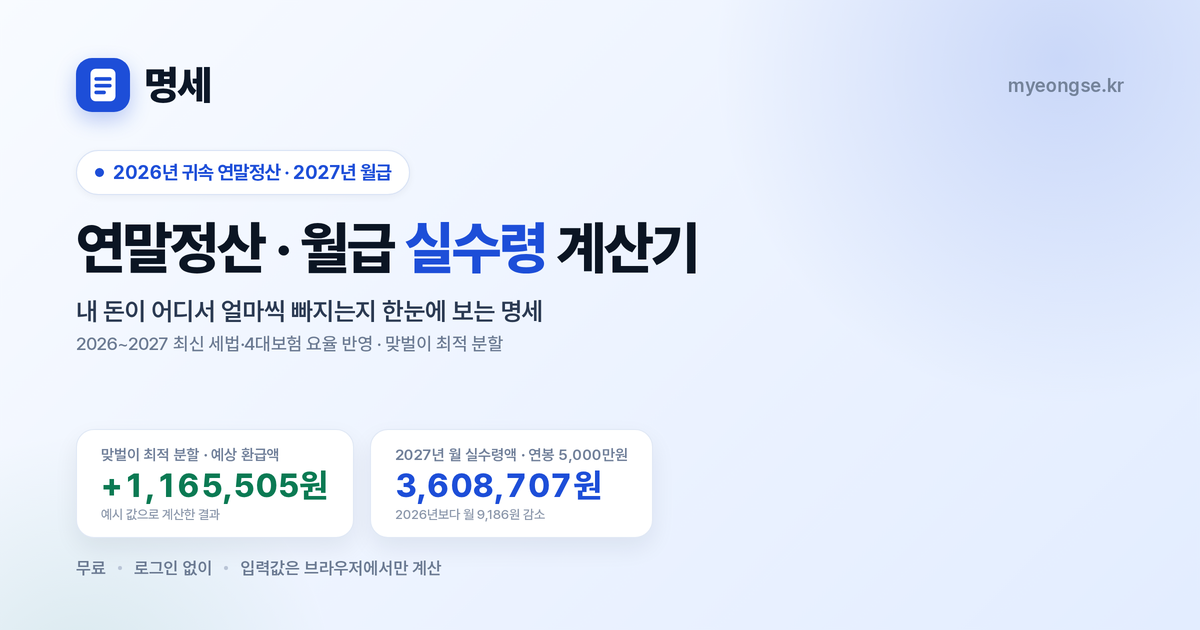 명세
myeongse.kr
2026년 귀속 연말정산 · 2027년 월급
연말정산 · 월급 실수령 계산기
내 돈이 어디서 얼마씩 빠지는지 한눈에 보는 명세
2026~2027 최신 세법·4대보험 요율 반영 · 맞벌이 최적 분할
맞벌이 최적 분할 · 예상 환급액
+1,165,505원
예시 값으로 계산한 결과
2027년 월 실수령액 · 연봉 5,000만원
3,608,707원
2026년보다 월 9,186원 감소
무료 • 로그인 없이 • 입력값은 브라우저에서만 계산